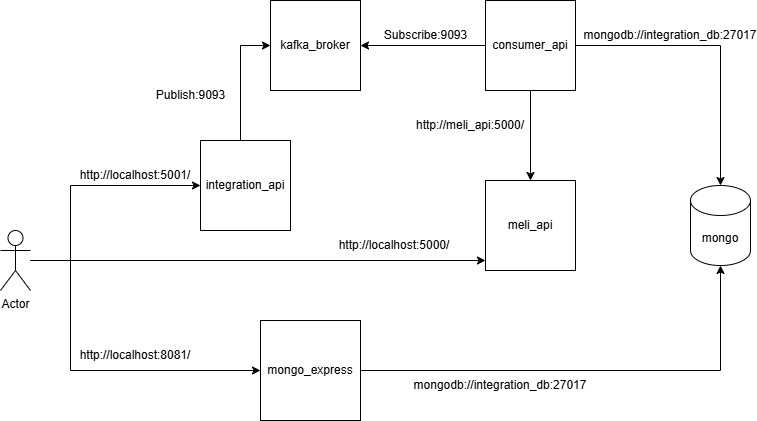 Subscribe:9093
mongodb://integration_db:27017
kafka_broker
consumer_api
Publish:9093
http://meli_api:5000/
http://localhost:5001/
integration_api
meli_api
mongo
http://localhost:5000/
Actor
http://localhost:8081/
mongo_express
mongodb://integration_db:27017